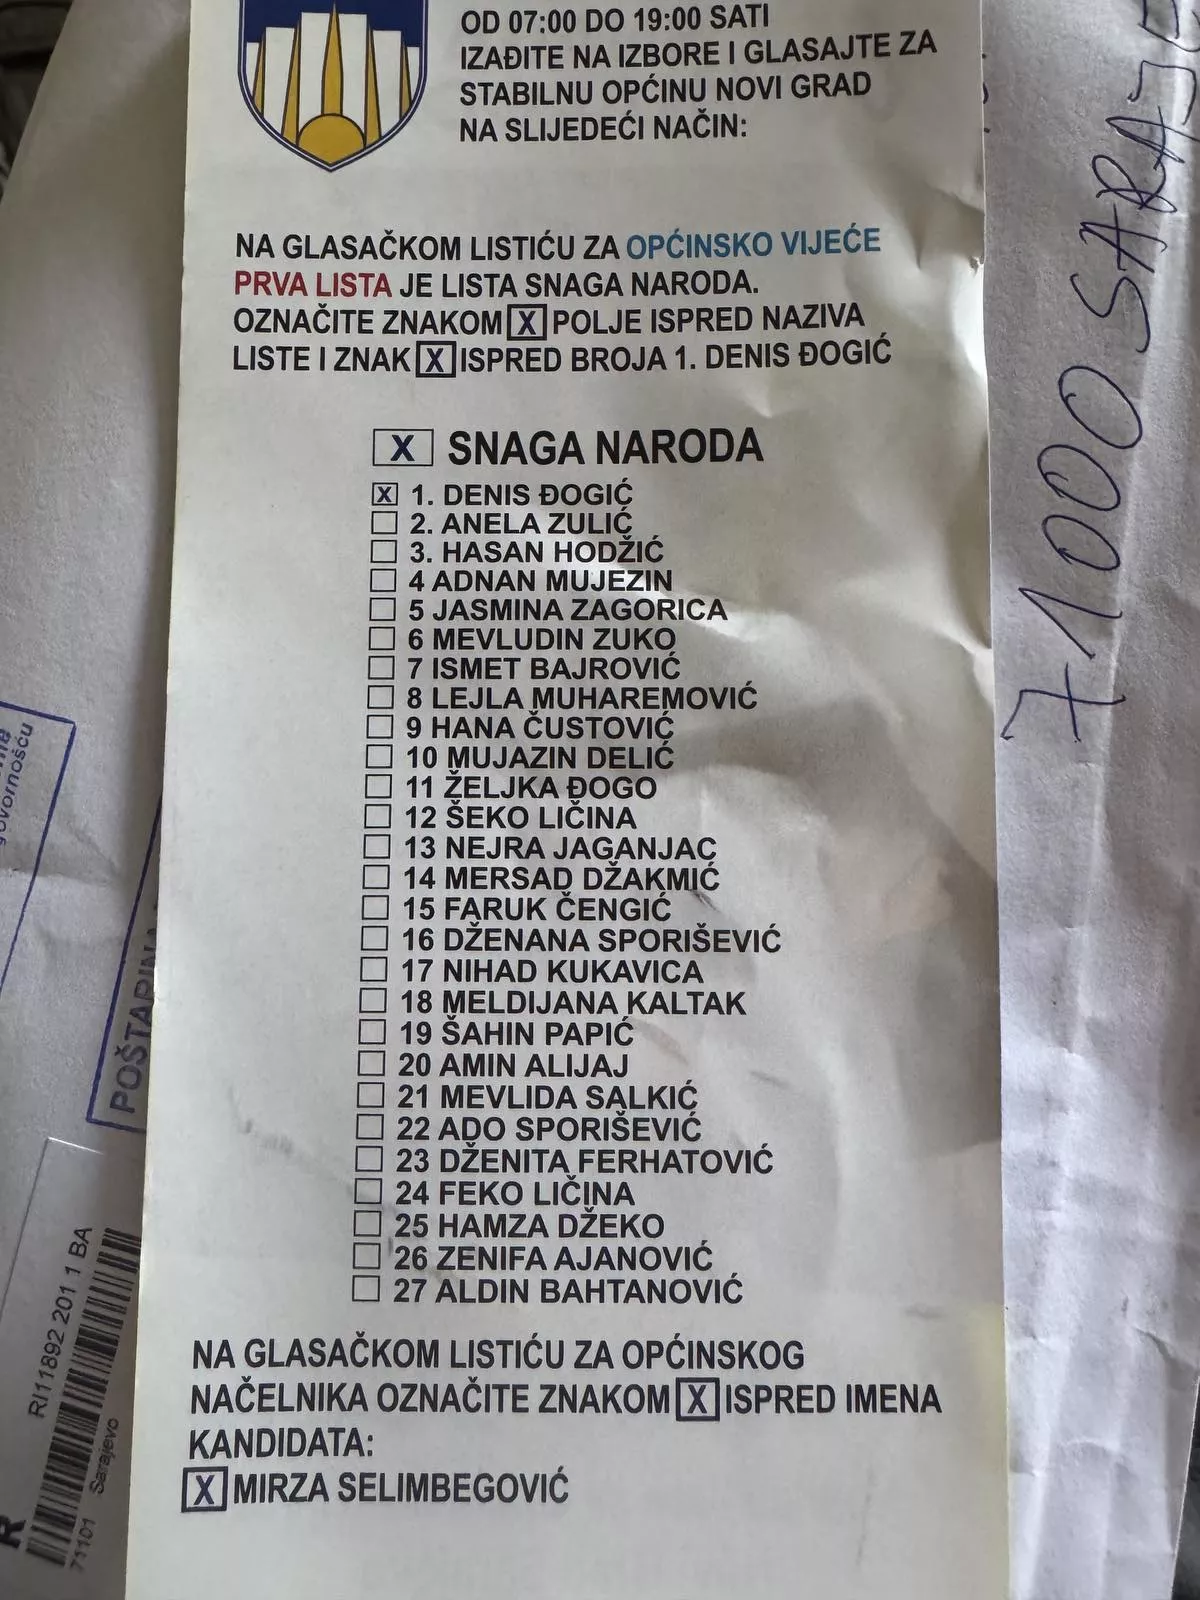 OD 07:00 DO 19:00 SATI
IZAĐITE NA IZBORE I GLASAJTE ZA
STABILNU OPĆINU NOVI GRAD
NA SLIJEDEĆI NAČIN:
NA GLASAČKOM LISTIĆU ZA OPĆINSKO VIJEĆE
PRVA LISTA JE LISTA SNAGA NARODA.
OZNAČITE ZNAKOM X POLJE ISPRED NAZIVA
LISTE I ZNAK X ISPRED BROJA 1. DENIS ĐOGIĆ
X SNAGA NARODA
X 1. DENIS ĐOGIĆ
2. ANELA ZULIĆ
3. HASAN HODŽIĆ
4 ADNAN MUJEZIN
5 JASMINA ZAGORICA
6 MEVLUDIN ZUKO
7 ISMET BAJROVIĆ
8 LEJLA MUHAREMOVIĆ
9 HANA ČUSTOVIĆ
10 MUJAZIN DELIĆ
11 ŽELJKA ĐOGO
12 ŠEKO LIČINA
13 NEJRA JAGANJAC
14 MERSAD DŽAKMIĆ
15 FARUK ČENGIĆ
16 DŽENANA SPORIŠEVIĆ
17 NIHAD KUKAVICA
18 MELDIJANA KALTAK
19 ŠAHIN PAPIĆ
20 AMIN ALIJAJ
21 MEVLIDA SALKIĆ
22 ADO SPORIŠEVIĆ
23 DŽENITA FERHATOVIĆ
24 FEKO LIČINA
25 HAMZA DŽEKO
26 ZENIFA AJANOVIĆ
27 ALDIN BAHTANOVIĆ
NA GLASAČKOM LISTIĆU ZA OPĆINSKOG
NAČELNIKA OZNAČITE ZNAKOM X ISPRED IMENA
KANDIDATA:
X MIRZA SELIMBEGOVIĆ
POŠTARINA
R
RI11892 201 1 BA
71101 Sarajevo
71000